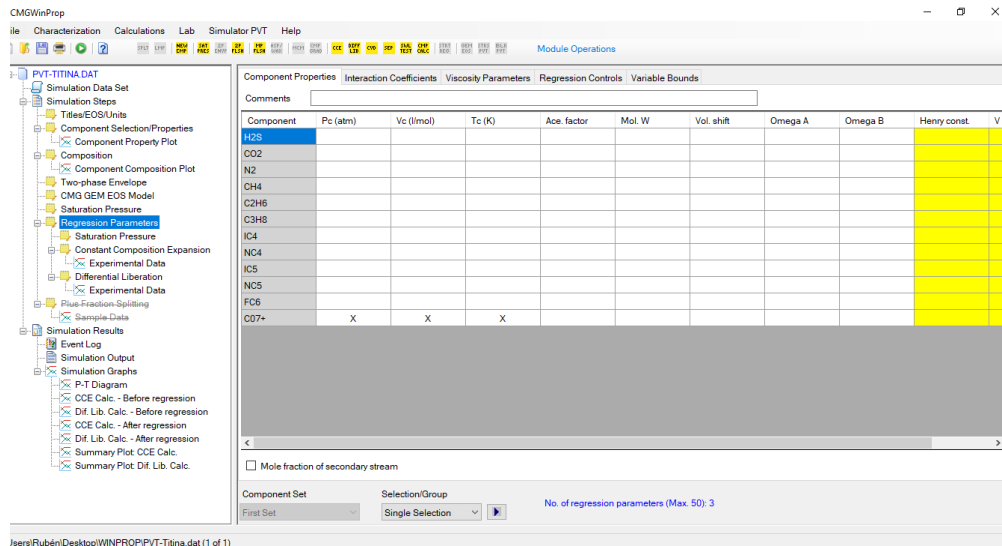 CMGWinProp
ile Characterization Calculations Lab Simulator PVT Help
Module Operations
PVT-TITINA.DAT
Simulation Data Set
Simulation Steps
Titles/EOS/Units
Component Selection/Properties
Component Property Plot
Composition
Component Composition Plot
Two-phase Envelope
CMG GEM EOS Model
Saturation Pressure
Regression Parameters
Saturation Pressure
Constant Composition Expansion
Experimental Data
Differential Liberation
Experimental Data
Plus Fraction Splitting
Sample Data
Simulation Results
Event Log
Simulation Output
Simulation Graphs
P-T Diagram
CCE Calc. - Before regression
Dif. Lib. Calc. - Before regression
CCE Calc. - After regression
Dif. Lib. Calc. - After regression
Summary Plot: CCE Calc.
Summary Plot: Dif. Lib. Calc.
Component Properties Interaction Coefficients Viscosity Parameters Regression Controls Variable Bounds
Comments
Component Pc (atm) Vc (l/mol) Tc (K) Ace. factor Mol. W Vol. shift Omega A Omega B Henry const. V
H2S
CO2
N2
CH4
C2H6
C3H8
IC4
NC4
IC5
NC5
FC6
C07+ X X X
Mole fraction of secondary stream
Component Set Selection/Group
First Set Single Selection No. of regression parameters (Max. 50): 3
Jsers\Rubén\Desktop\WINPROP\PVT-Titina.dat (1 of 1)